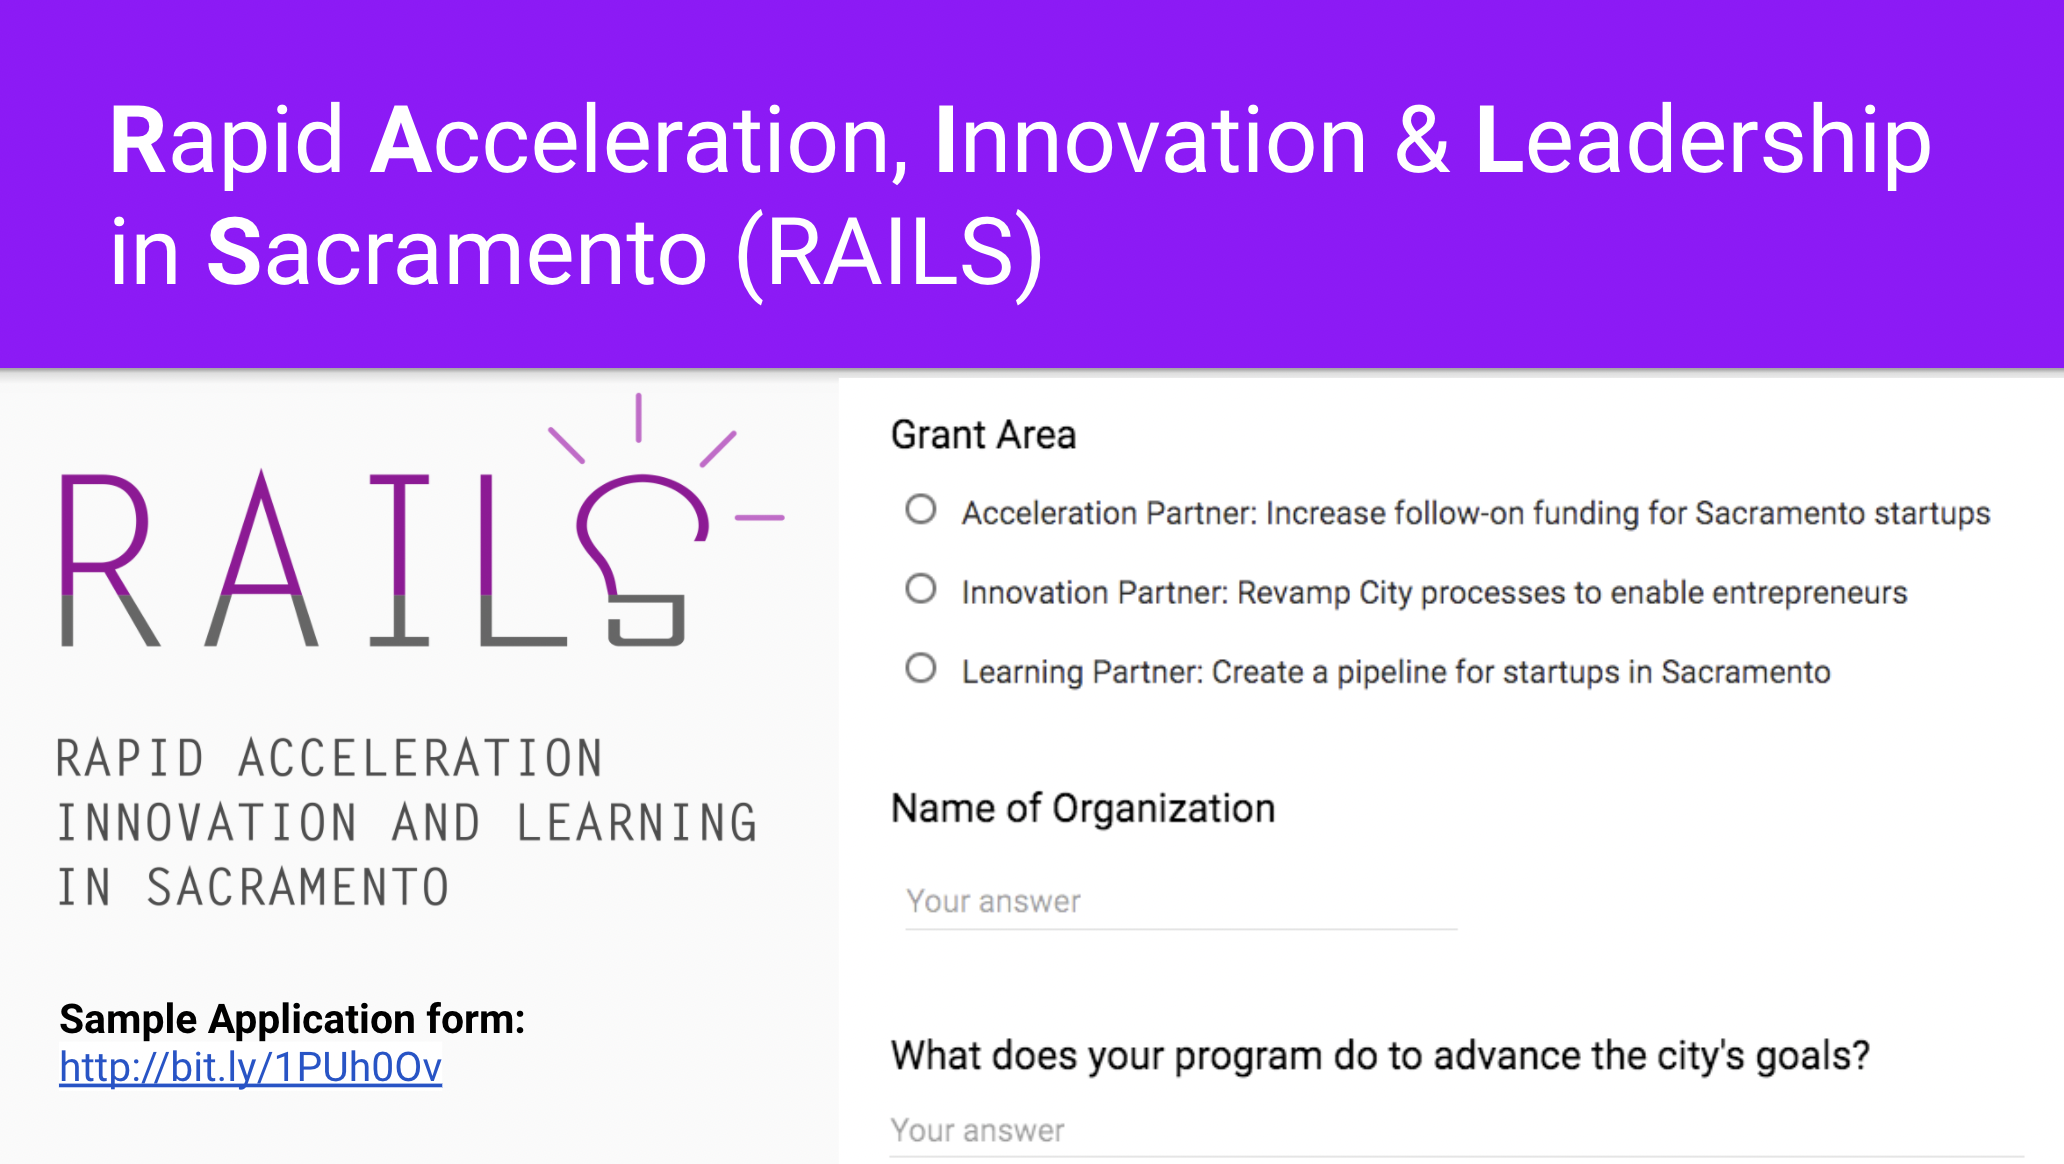 Rapid Acceleration, Innovation & Leadership
in Sacramento (RAILS)
RAILS
RAPID ACCELERATION
INNOVATION AND LEARNING
IN SACRAMENTO
Sample Application form:
http://bit.ly/1PUh0Ov
Grant Area
Acceleration Partner: Increase follow-on funding for Sacramento startups
Innovation Partner: Revamp City processes to enable entrepreneurs
Learning Partner: Create a pipeline for startups in Sacramento
Name of Organization
Your answer
What does your program do to advance the city's goals?
Your answer